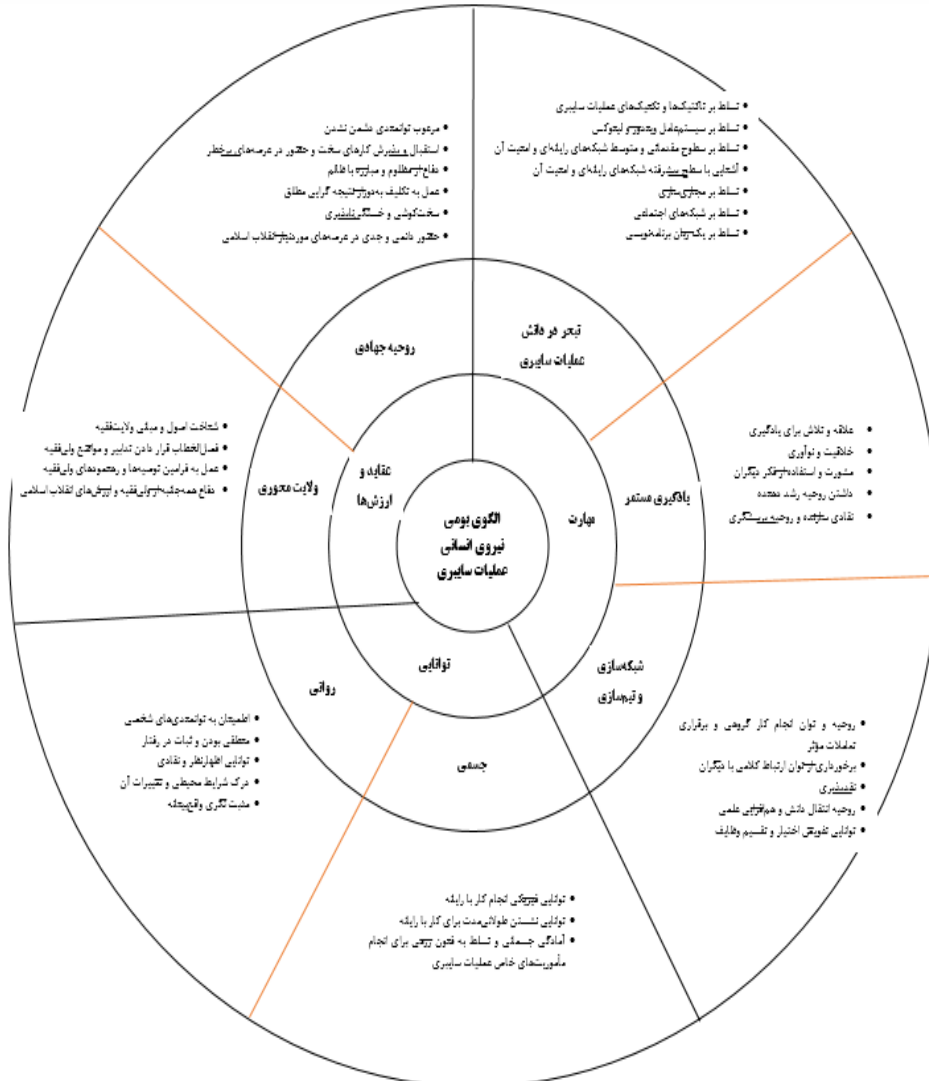 • تسلط بر تاکتیک‌ها و تکنیک‌های عملیات سایبری
• تسلط بر سیستم‌عامل ویندوز و لینوکس
• تسلط بر سطوح مقدماتی و متوسط شبکه‌های رایانه‌ای و امنیت آن
• آشنایی با سطح پیشرفته شبکه‌های رایانه‌ای و امنیت آن
• تسلط بر مجازی‌سازی
• تسلط بر شبکه‌های اجتماعی
• تسلط بر یک زبان برنامه‌نویسی
• مرعوب توانمندی دشمن نشدن
• استقبال و پذیرش کارهای سخت و حضور در عرصه‌های پرخطر
• دفاع از مظلوم و مبارزه با ظالم
• عمل به تکلیف به‌دور از نتیجه گرایی مطلق
• سخت‌کوشی و خستگی‌ناپذیری
• حضور دائمی و جدی در عرصه‌های موردنیاز انقلاب اسلامی
تبحر در دانش
عملیات سایبری
روحیه جهادی
• علاقه و تلاش برای یادگیری
• خلاقیت و نوآوری
• مشورت و استفاده از فکر دیگران
• داشتن روحیه رشد دهنده
• نقادی سازنده و روحیه پرسشگری
یادگیری مستمر
مهارت
عقاید و
ارزش‌ها
ولایت محوری
• شناخت اصول و مبانی ولایت‌فقیه
• فصل‌الخطاب قرار دادن تدابیر و مواضع ولی‌فقیه
• عمل به فرامین توصیه‌ها و رهنمودهای ولی‌فقیه
• دفاع همه‌جانبه از ولی‌فقیه و ارزش‌های انقلاب اسلامی
الگوی بومی
نیروی انسانی
عملیات سایبری
شبکه‌سازی
و تیم‌سازی
توانایی
روانی
جسمی
• روحیه و توان انجام کار گروهی و برقراری
تعاملات مؤثر
• برخورداری از توان ارتباط کلامی با دیگران
• نقدپذیری
• روحیه انتقال دانش و هم‌افزایی علمی
• توانایی تفویض اختیار و تقسیم وظایف
• اطمینان به توانمندی‌های شخصی
• منطقی بودن و ثبات در رفتار
• توانایی اظهارنظر و نقادی
• درک شرایط محیطی و تغییرات آن
• مثبت نگری واقع‌بینانه
• توانایی فیزیکی انجام کار با رایانه
• توانایی نشستن طولانی‌مدت برای کار با رایانه
• آمادگی جسمانی و تسلط به فنون رزمی برای انجام
مأموریت‌های خاص عملیات سایبری